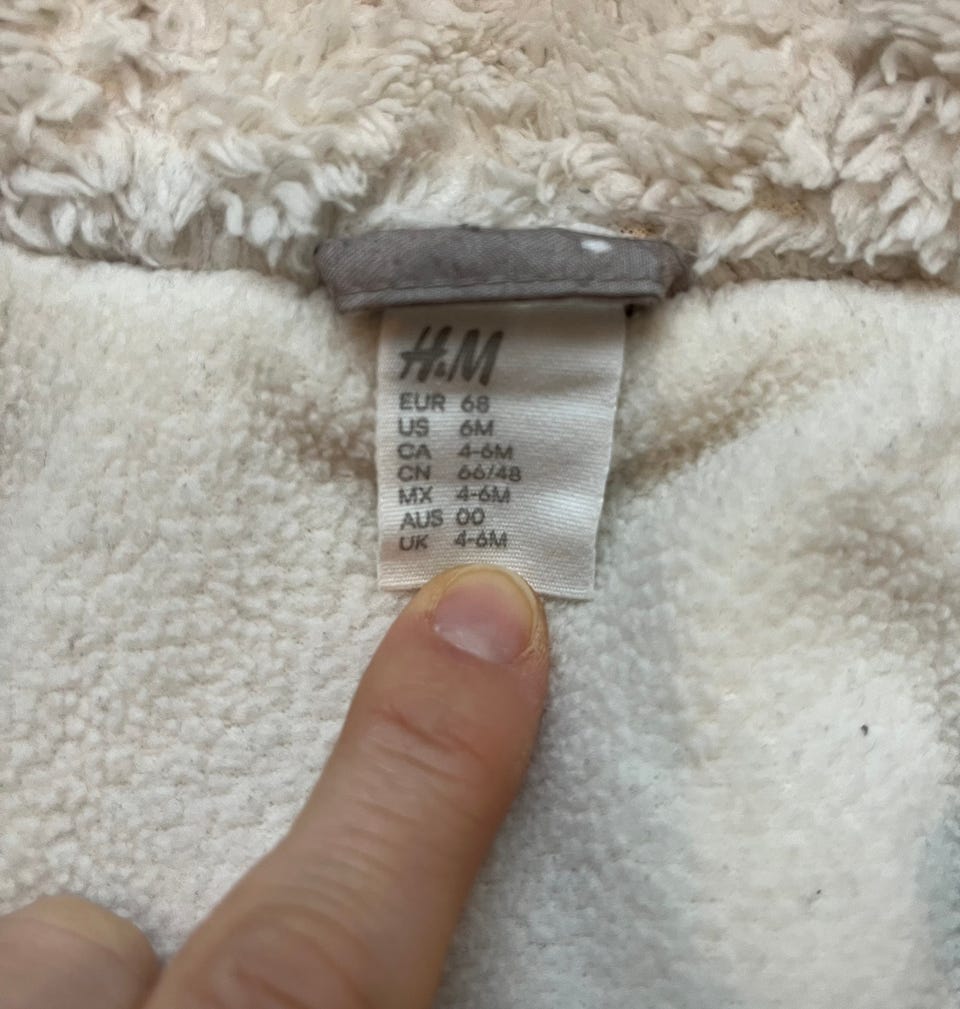 H&M
EUR 68
US 6M
CA 4-6M
CN 66/48
MX 4-6M
AUS 00
UK 4-6M